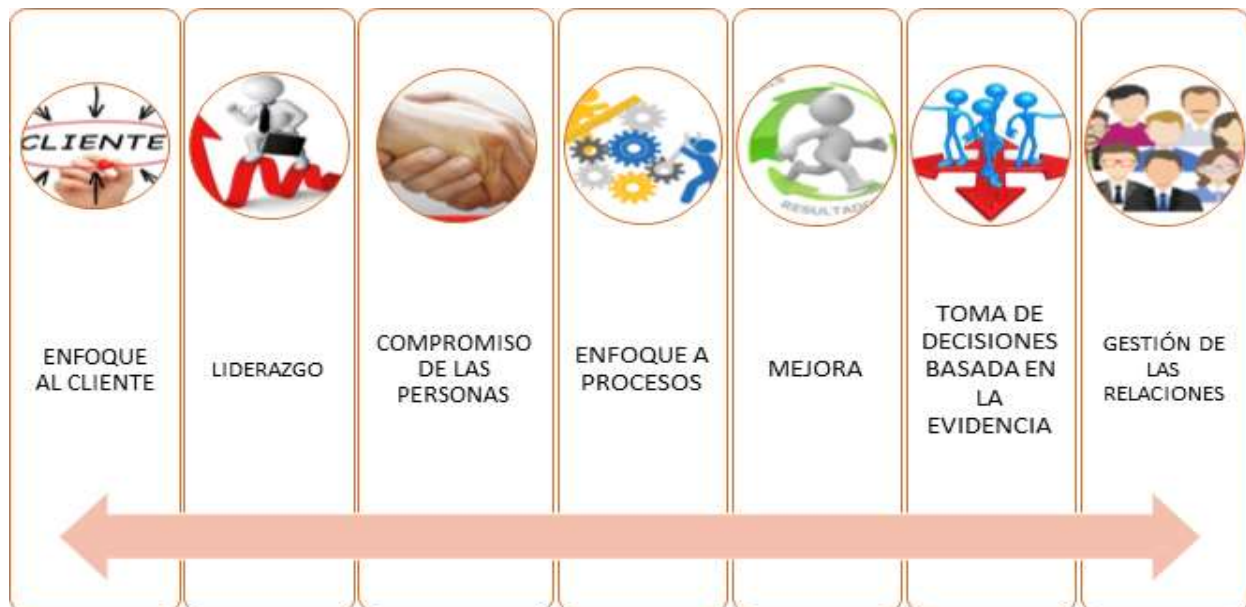 CLIENTE
RESULTADO
ENFOQUE
AL CLIENTE
LIDERAZGO
COMPROMISO
DE LAS
PERSONAS
ENFOQUE A
PROCESOS
MEJORA
TOMA DE
DECISIONES
BASADA EN
LA
EVIDENCIA
GESTIÓN DE
LAS
RELACIONES